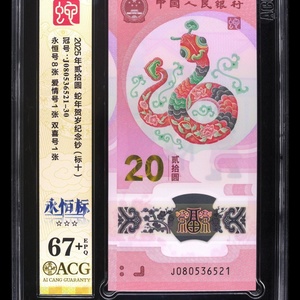 2025年贰拾圆 蛇年贺岁纪念钞（标十）
冠号:J080536521-30
永恒号8张 爱情号1张 双喜号1张
永恒标
☆☆☆
67+
EPQ
ACG
AI CANG GUARANTY
中国人民银行
20
贰拾圆
J080536521